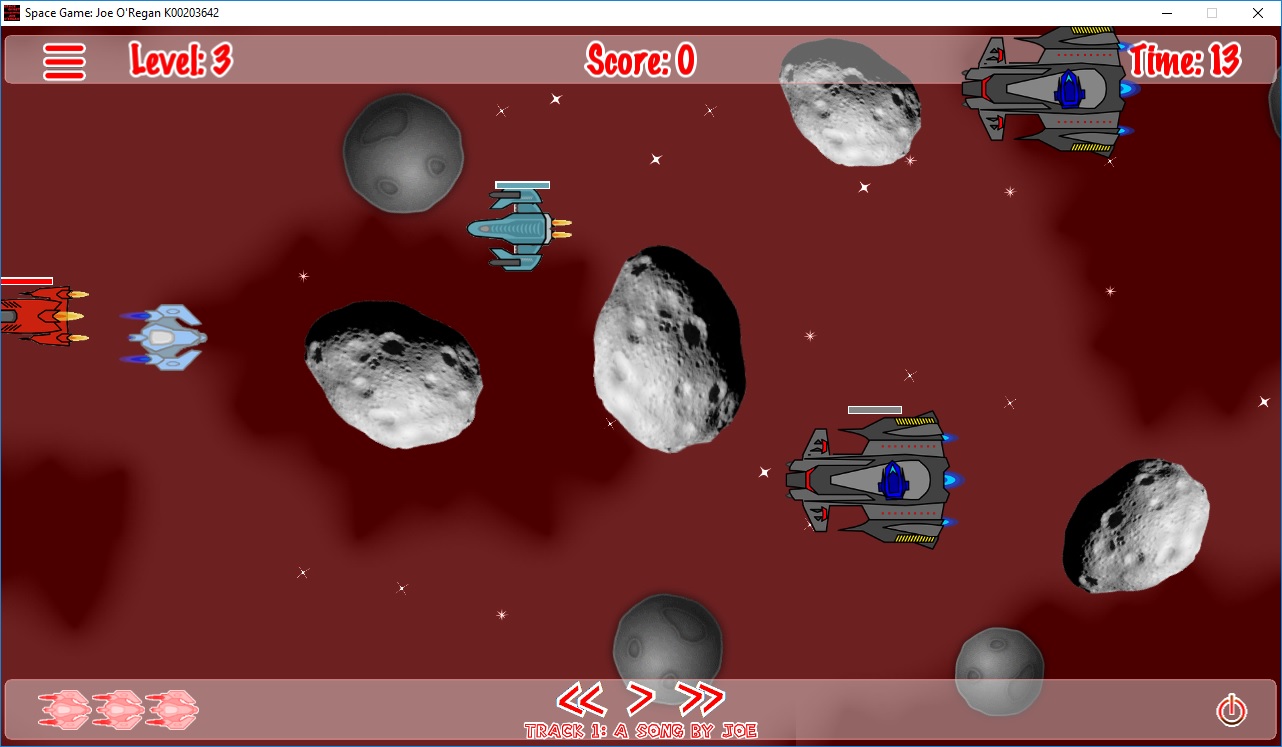 Space Game: Joe O'Regan K00203642
Level: 3
Score: 0
Time: 13
TRACK 1: A SONG BY JOE